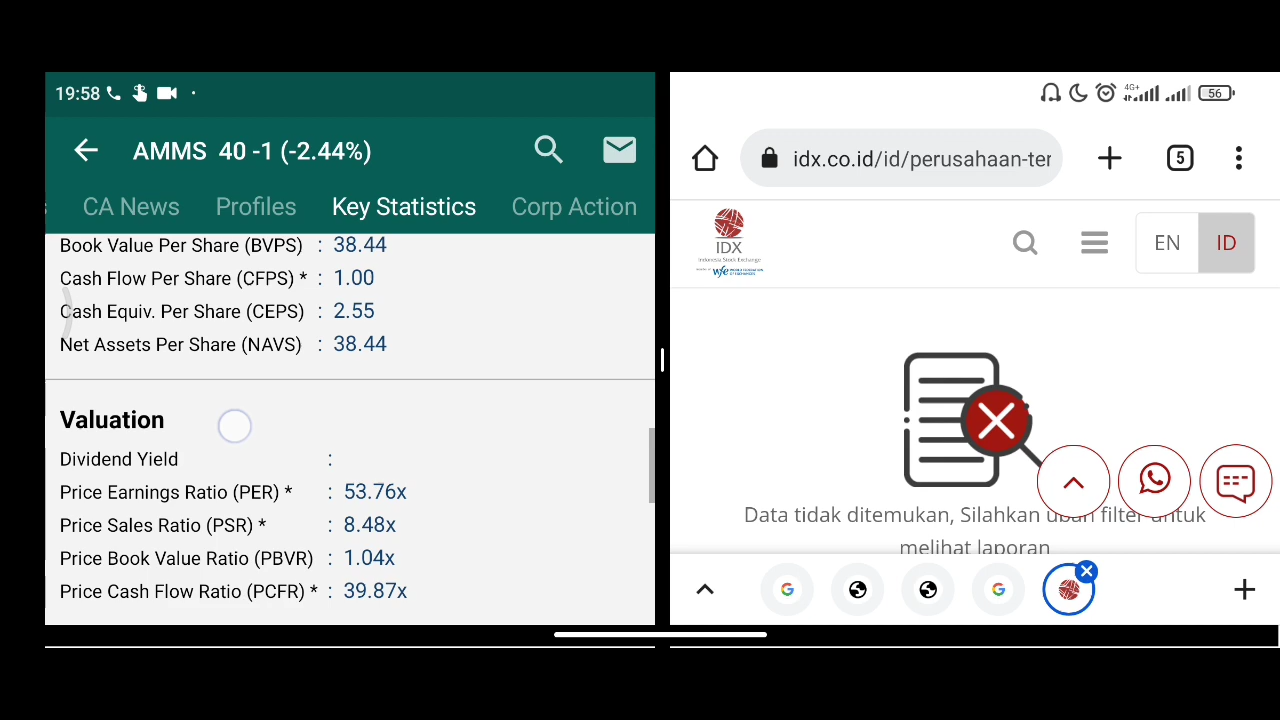 19:58
AMMS 40 -1 (-2.44%)
CA News Profiles Key Statistics Corp Action
Book Value Per Share (BVPS) : 38.44
Cash Flow Per Share (CFPS) * : 1.00
Cash Equiv. Per Share (CEPS) : 2.55
Net Assets Per Share (NAVS) : 38.44
Valuation
Dividend Yield :
Price Earnings Ratio (PER) * : 53.76x
Price Sales Ratio (PSR) * : 8.48x
Price Book Value Ratio (PBVR) : 1.04x
Price Cash Flow Ratio (PCFR) * : 39.87x
4G+ 56
idx.co.id/id/perusahaan-ter
5
IDX
Indonesia Stock Exchange
wfe
EN ID
Data tidak ditemukan, Silahkan ubah filter untuk
melihat laporan